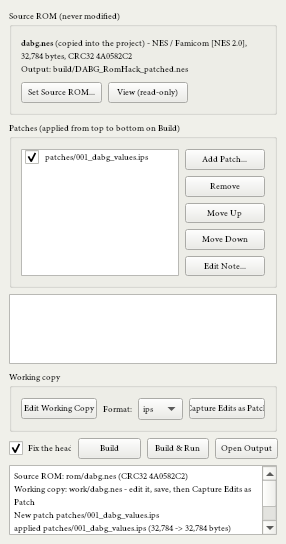 Source ROM (never modified)
dabg.nes (copied into the project) - NES / Famicom [NES 2.0],
32,784 bytes, CRC32 4A0582C2
Output: build/DABG_RomHack_patched.nes
Set Source ROM... View (read-only)
Patches (applied from top to bottom on Build)
patches/001_dabg_values.ips
Add Patch...
Remove
Move Up
Move Down
Edit Note...
Working copy
Edit Working Copy Format: ips Capture Edits as Patch
Fix the heac Build Build & Run Open Output
Source ROM: rom/dabg.nes (CRC32 4A0582C2)
Working copy: work/dabg.nes - edit it, save, then Capture Edits as
Patch
New patch patches/001_dabg_values.ips
applied patches/001_dabg_values.ips (32,784 -> 32,784 bytes)